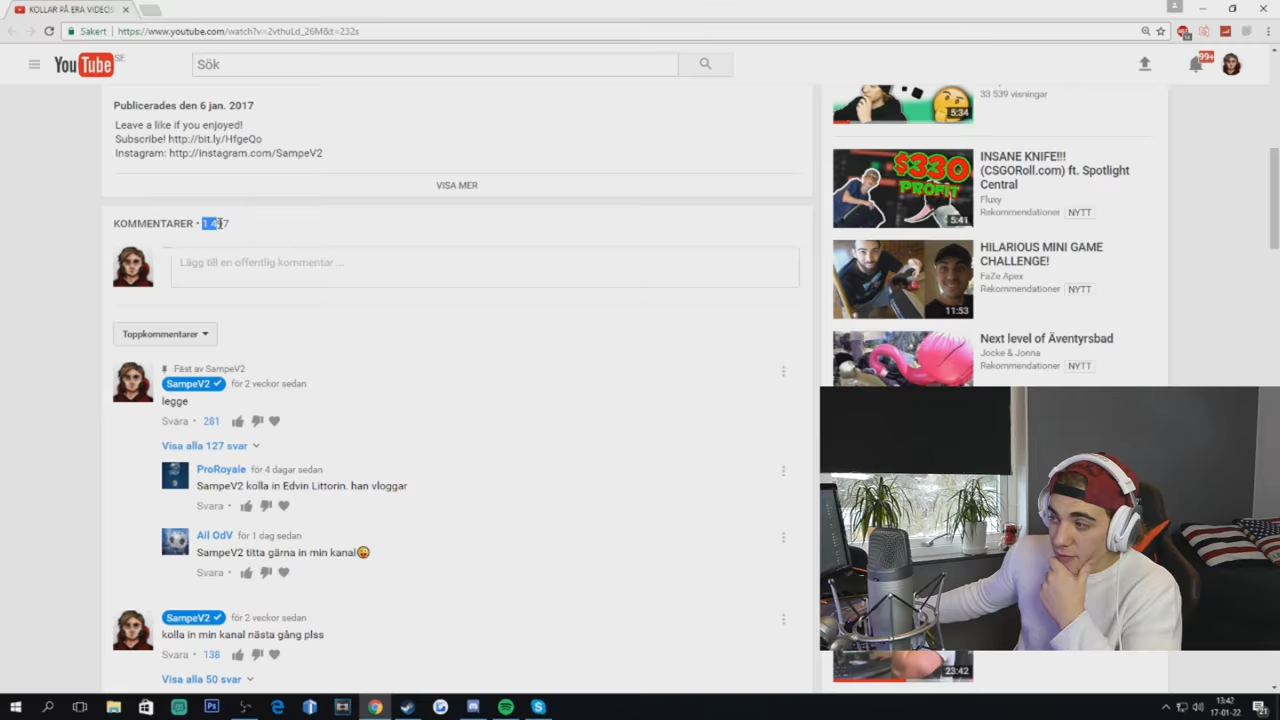 KOLLAR PÅ ERA VIDEOS
Säkert
https://www.youtube.com/watch?v=2vthuLd_26M&t=232s
YouTube SE
Sök
99+
Publicerades den 6 jan. 2017
Leave a like if you enjoyed!
Subscribe! http://bit.ly/HfgeQo
Instagram: http://instagram.com/SampeV2
VISA MER
KOMMENTARER •
Lägg till en offentlig kommentar ...
Toppkommentarer
Fäst av SampeV2
SampeV2 för 2 veckor sedan
legge
Svara • 281
Visa alla 127 svar
ProRoyale för 4 dagar sedan
SampeV2 kolla in Edvin Littorin. han vloggar
Svara •
Ail OdV för 1 dag sedan
SampeV2 titta gärna in min kanal
Svara •
SampeV2 för 2 veckor sedan
kolla in min kanal nästa gång plss
Svara • 138
Visa alla 50 svar
33 539 visningar
5:34
$330
PROFIT
5:41
INSANE KNIFE!!!
(CSGORoll.com) ft. Spotlight
Central
Fluxy
Rekommendationer NYTT
11:53
HILARIOUS MINI GAME
CHALLENGE!
FaZe Apex
Rekommendationer NYTT
Next level of Äventyrsbad
Jocke & Jonna
Rekommendationer NYTT
23:42
13:42
17-01-22
21